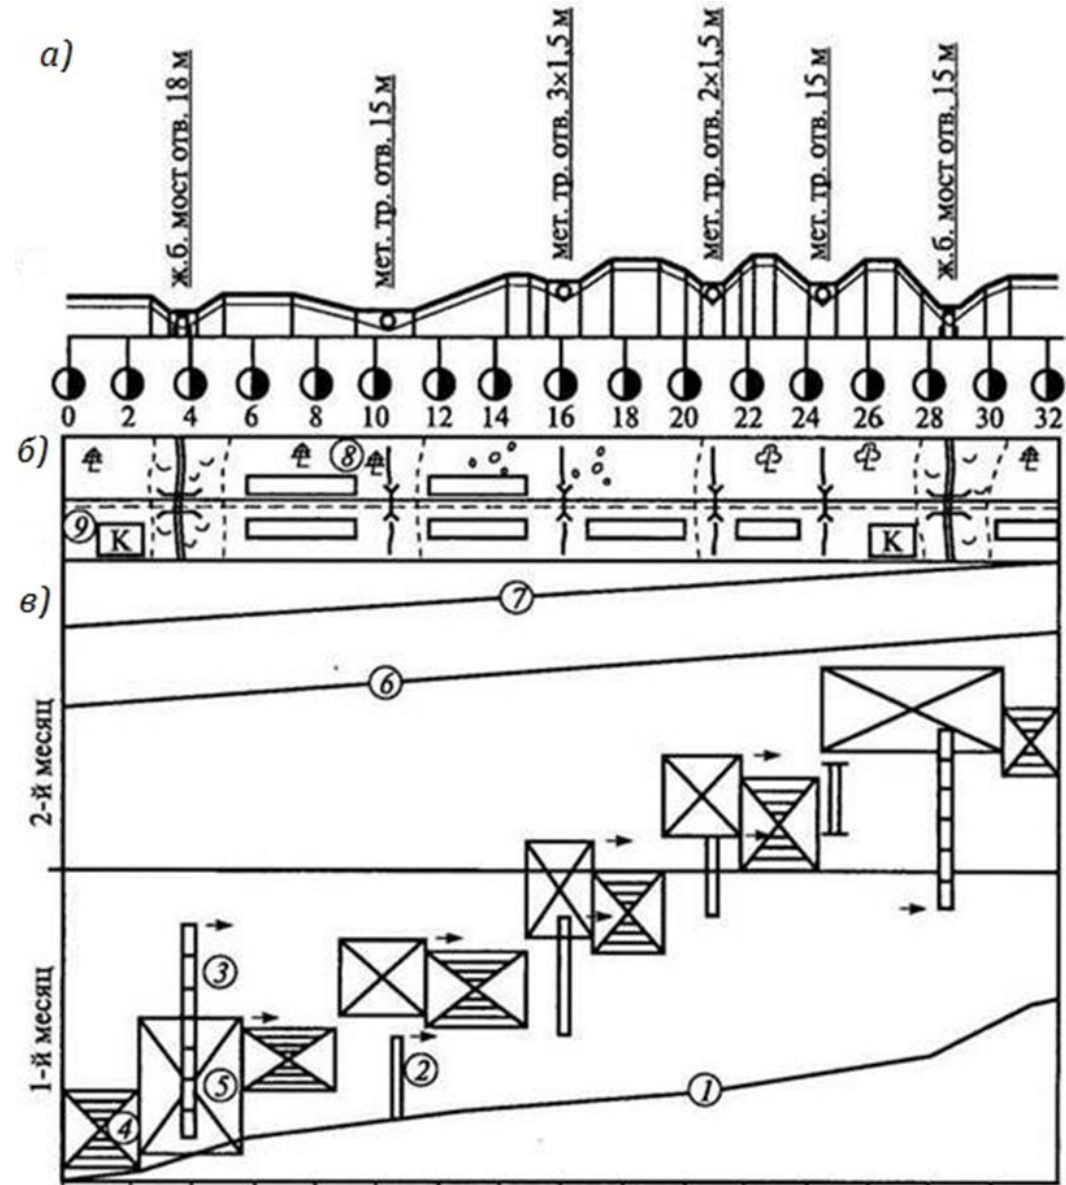 а)
ж.б. мост отв. 18 м
мет. тр. отв. 15 м
мет. тр. отв. 3×1,5 м
мет. тр. отв. 2×1,5 м
мет. тр. отв. 15 м
ж.б. мост отв. 15 м
0 2 4 6 8 10 12 14 16 18 20 22 24 26 28 30 32
б)
8
9
К
К
в)
7
6
2-й месяц
3
1-й месяц
2
5
1
4